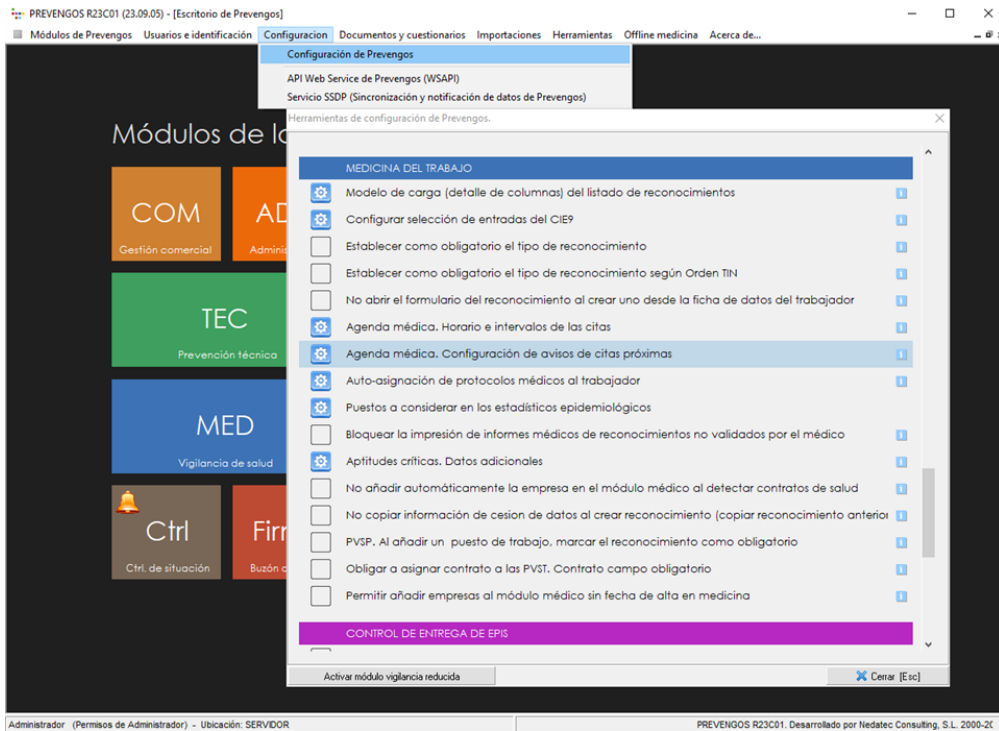 PREVENGOS R23C01 (23.09.05) - [Escritorio de Prevengos]
Módulos de Prevengos Usuarios e identificación Configuracion Documentos y cuestionarios Importaciones Herramientas Offline medicina Acerca de...
Configuración de Prevengos
API Web Service de Prevengos (WSAPI)
Servicio SSDP (Sincronización y notificación de datos de Prevengos)
Herramientas de configuración de Prevengos.
Módulos de
MEDICINA DEL TRABAJO
Modelo de carga (detalle de columnas) del listado de reconocimientos
Configurar selección de entradas del CIE9
Establecer como obligatorio el tipo de reconocimiento
Establecer como obligatorio el tipo de reconocimiento según Orden TIN
No abrir el formulario del reconocimiento al crear uno desde la ficha de datos del trabajador
Agenda médica. Horario e intervalos de las citas
Agenda médica. Configuración de avisos de citas próximas
Auto-asignación de protocolos médicos al trabajador
Puestos a considerar en los estadísticos epidemiológicos
Bloquear la impresión de informes médicos de reconocimientos no validados por el médico
Aptitudes críticas. Datos adicionales
No añadir automáticamente la empresa en el módulo médico al detectar contratos de salud
No copiar información de cesion de datos al crear reconocimiento (copiar reconocimiento anterior
PVSP. Al añadir un puesto de trabajo, marcar el reconocimiento como obligatorio
Obligar a asignar contrato a las PVST. Contrato campo obligatorio
Permitir añadir empresas al módulo médico sin fecha de alta en medicina
CONTROL DE ENTREGA DE EPIS
Activar módulo vigilancia reducida
Cerrar [Esc]
COM
Gestión comercial
AD
Adminis
TEC
Prevención técnica
MED
Vigilancia de salud
Ctrl
Ctrl. de situación
Firr
Buzón
Administrador (Permisos de Administrador) - Ubicación: SERVIDOR
PREVENGOS R23C01. Desarrollado por Nedatec Consulting, S.L. 2000-20